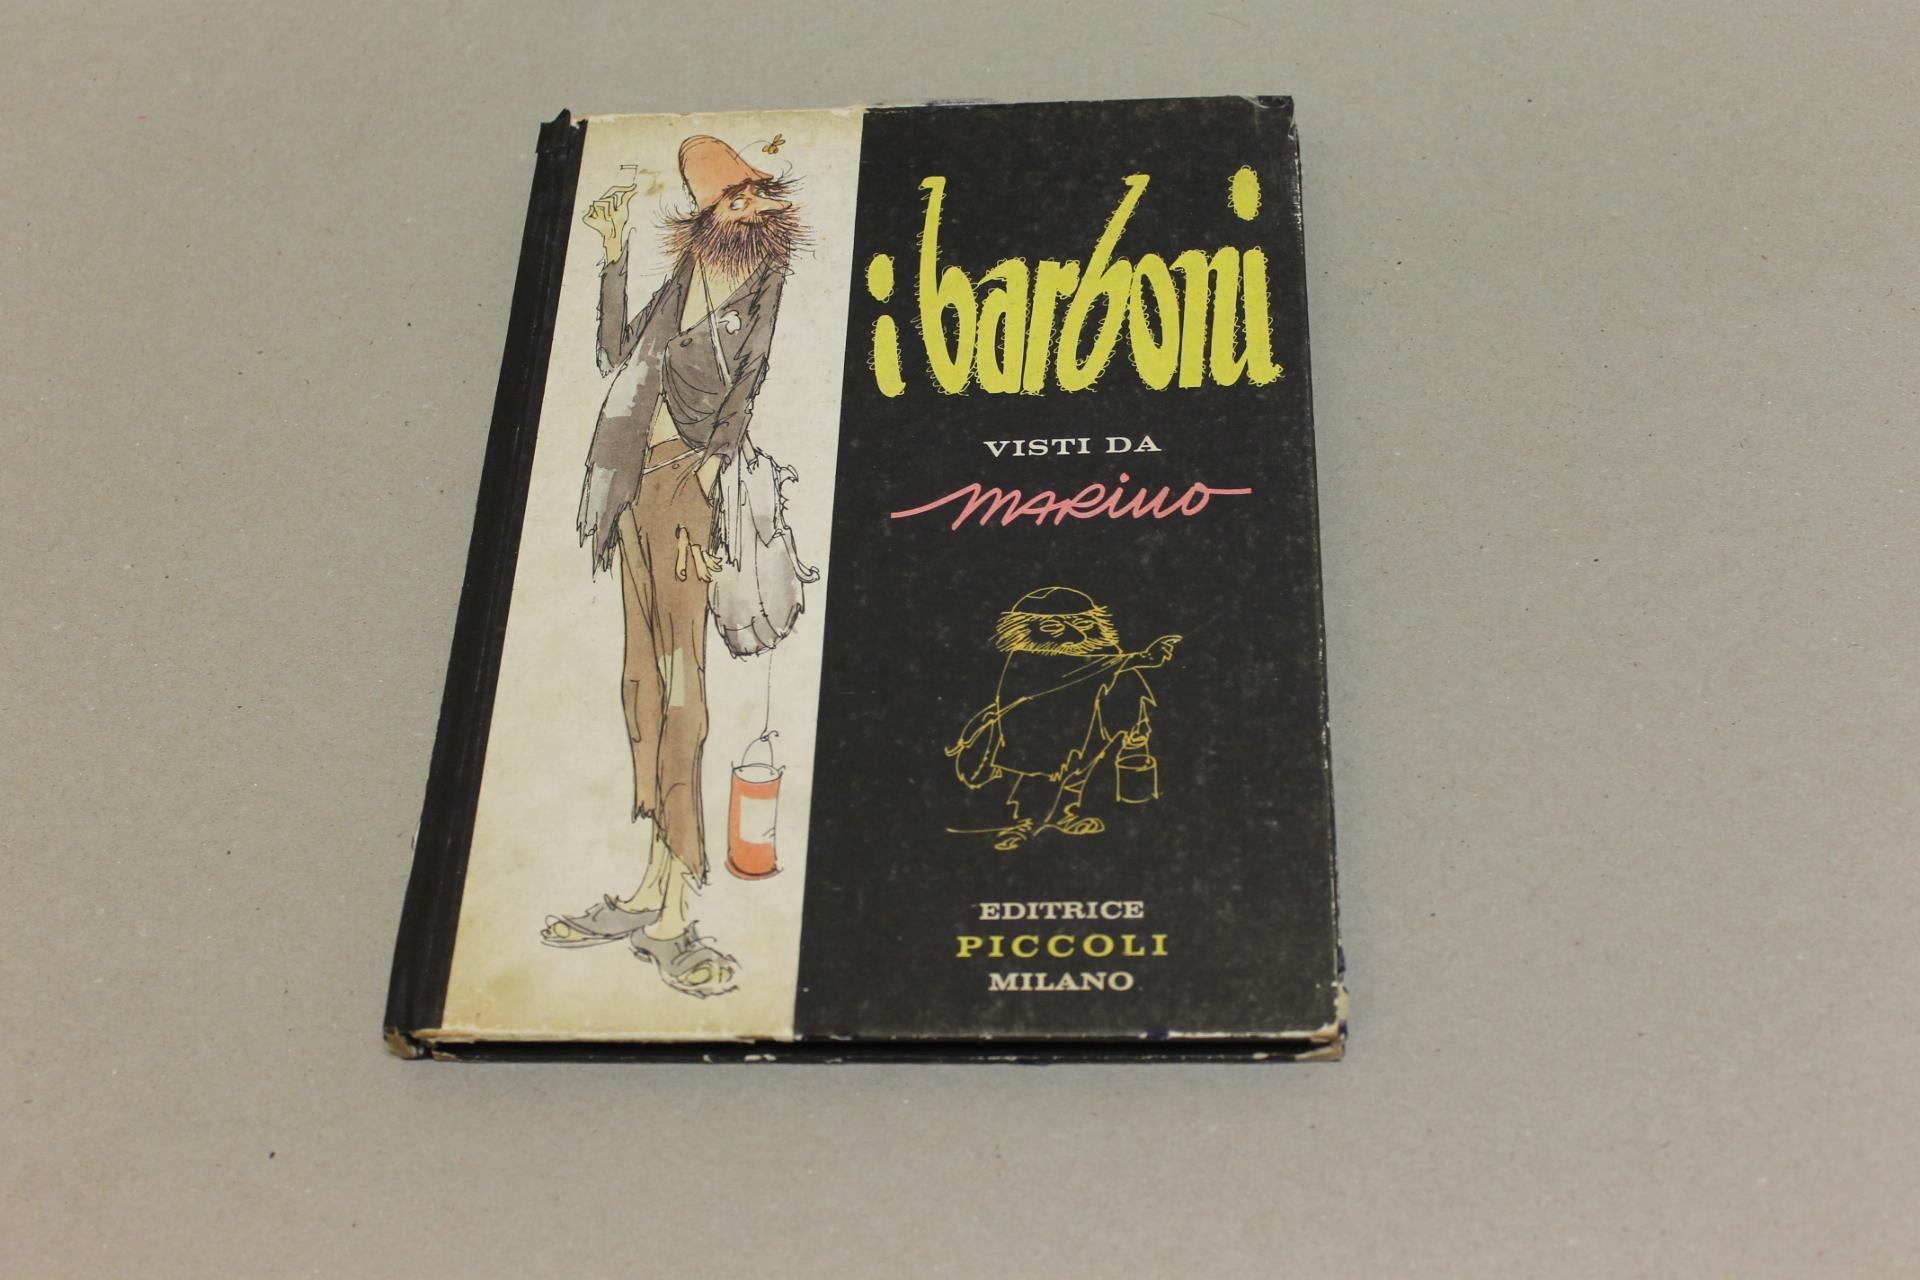 i barboni
VISTI DA
MARINO
EDITRICE
PICCOLI
MILANO